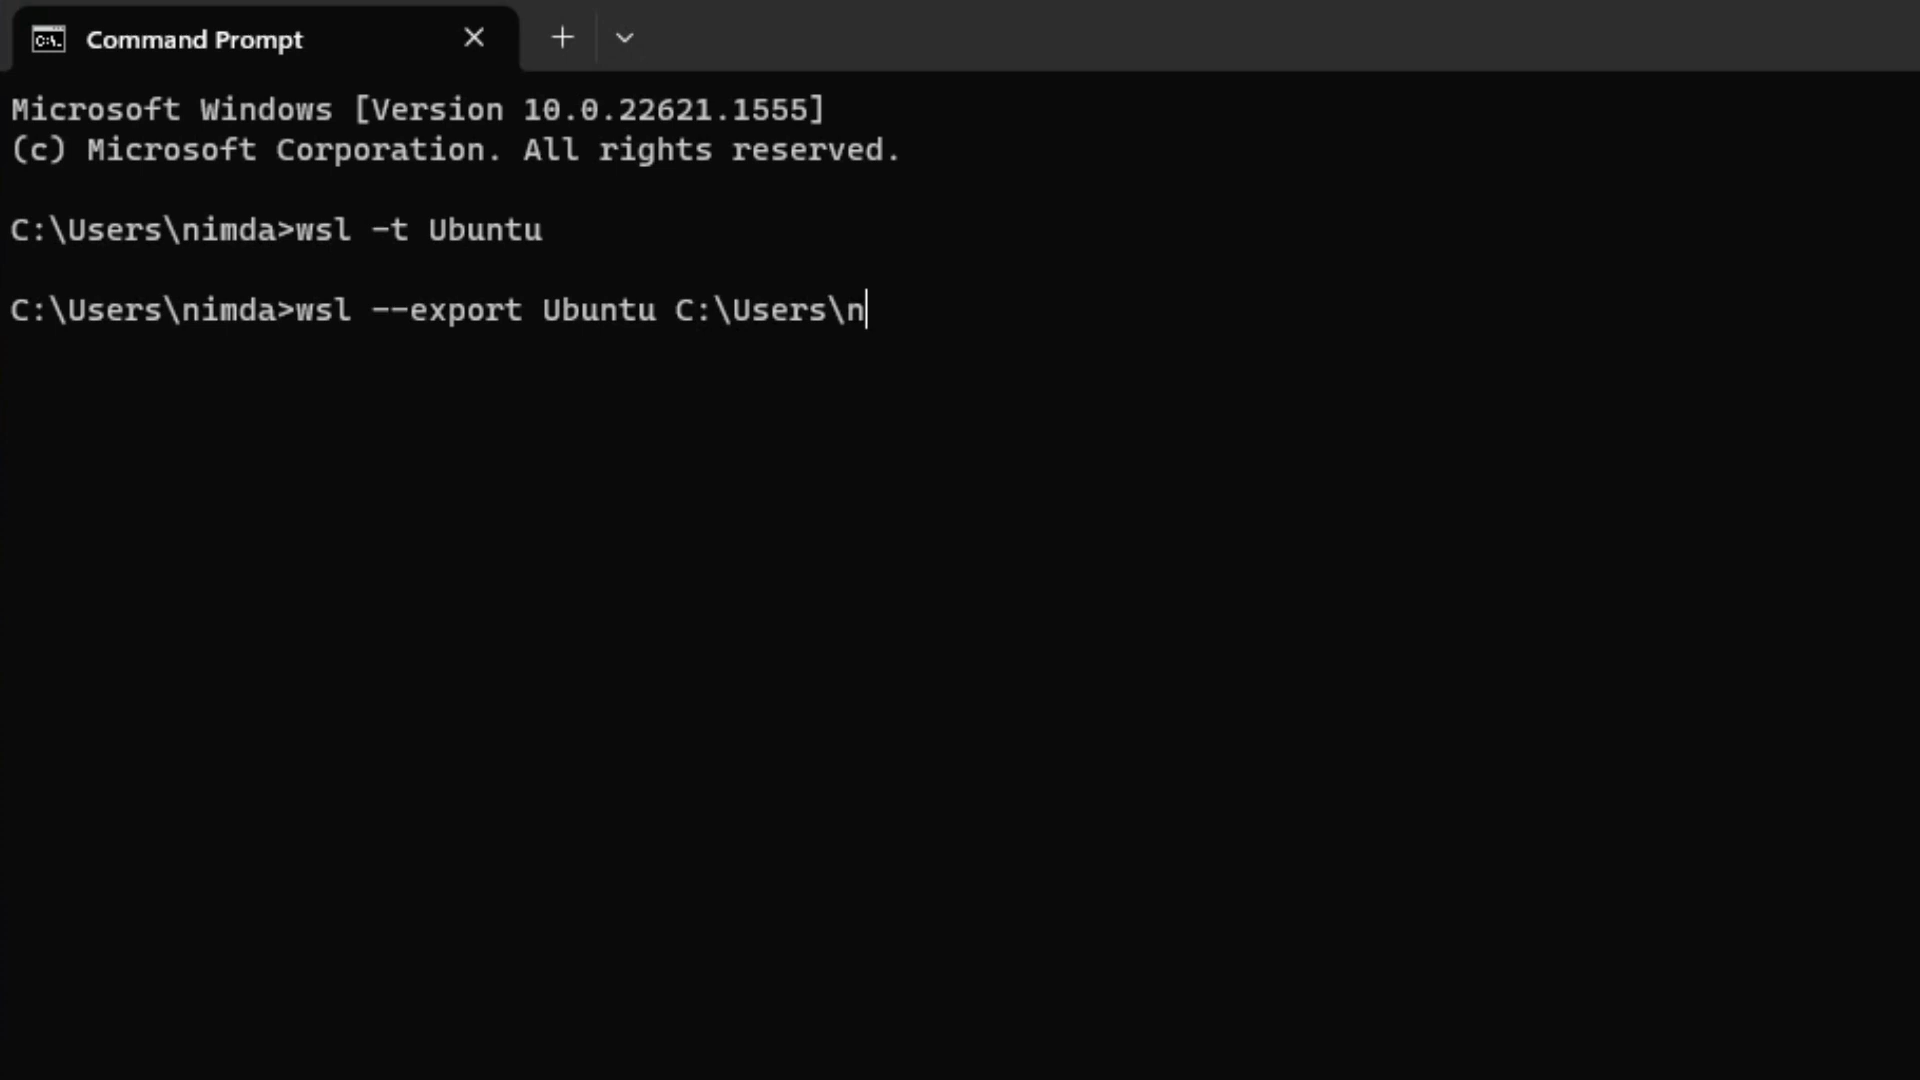 Command Prompt
Microsoft Windows [Version 10.0.22621.1555]
(c) Microsoft Corporation. All rights reserved.
C:\Users\nimda>wsl -t Ubuntu
C:\Users\nimda>wsl --export Ubuntu C:\Users\n